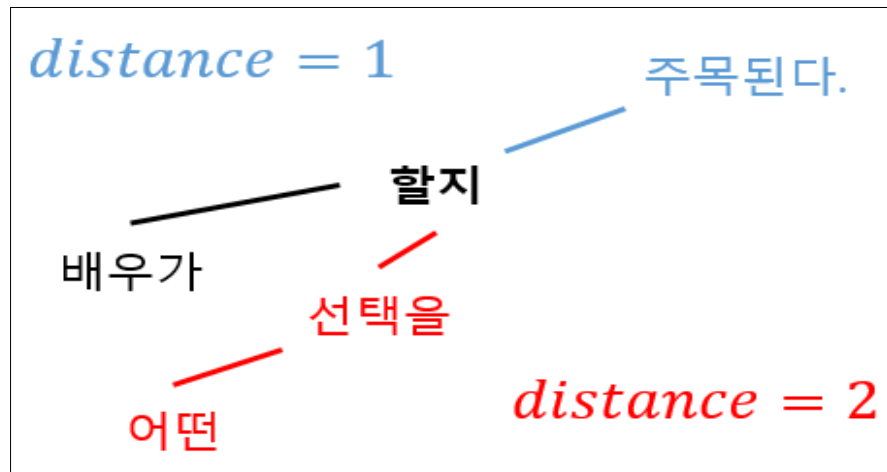 distance = 1
주목된다.
할지
배우가
선택을
distance = 2
어떤